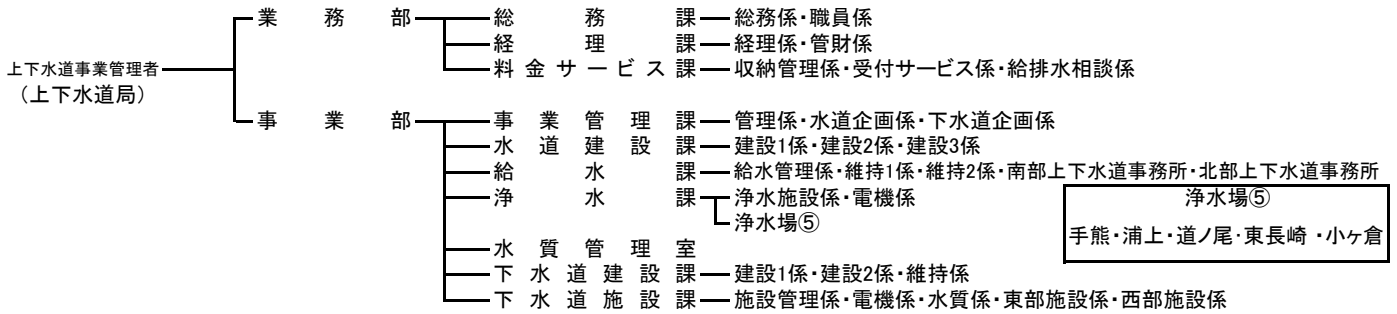 業務部 総務課 総務係・職員係
経理課 経理係・管財係
上下水道事業管理者 料金サービス課 収納管理係・受付サービス係・給排水相談係
（上下水道局）
事業部 事業管理課 管理係・水道企画係・下水道企画係
水道建設課 建設1係・建設2係・建設3係
給水課 給水管理係・維持1係・維持2係・南部上下水道事務所・北部上下水道事務所
浄水課 浄水施設係・電機係
浄水場⑤
浄水場⑤
手熊・浦上・道ノ尾・東長崎・小ヶ倉
水質管理室
下水道建設課 建設1係・建設2係・維持係
下水道施設課 施設管理係・電機係・水質係・東部施設係・西部施設係